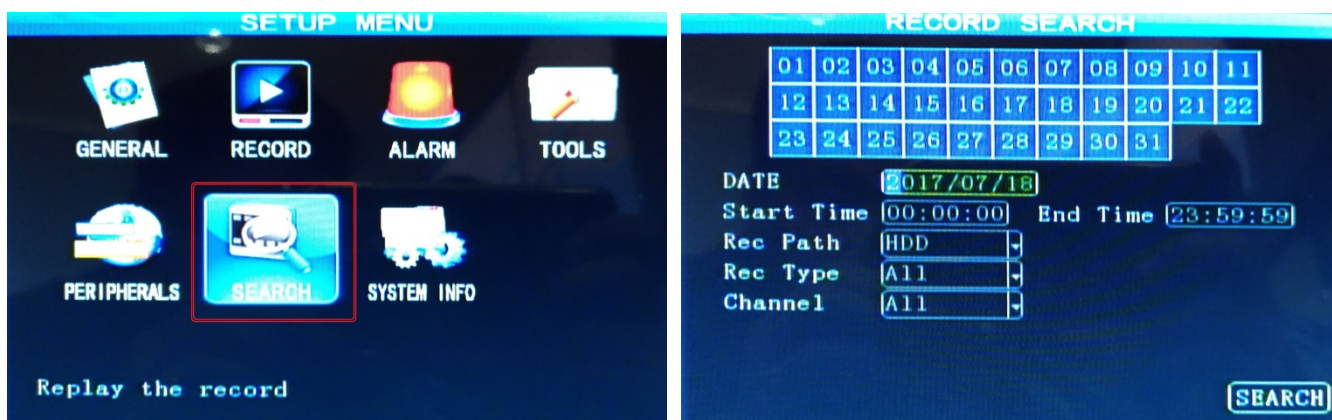 SETUP MENU
GENERAL RECORD ALARM TOOLS
PERIPHERALS SEARCH SYSTEM INFO
Replay the record
RECORD SEARCH
01 02 03 04 05 06 07 08 09 10 11
12 13 14 15 16 17 18 19 20 21 22
23 24 25 26 27 28 29 30 31
DATE 2017/07/18
Start Time 00:00:00 End Time 23:59:59
Rec Path HDD
Rec Type All
Channel All
SEARCH